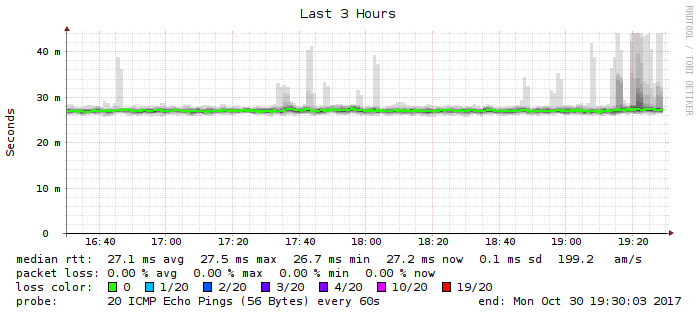 Last 3 Hours
RRDTOOL / TOBI OETIKER
Seconds
40 m
30 m
20 m
10 m
0
16:40 17:00 17:20 17:40 18:00 18:20 18:40 19:00 19:20
median rtt: 27.1 ms avg 27.5 ms max 26.7 ms min 27.2 ms now 0.1 ms sd 199.2 am/s
packet loss: 0.00 % avg 0.00 % max 0.00 % min 0.00 % now
loss color: 0 1/20 2/20 3/20 4/20 10/20 19/20
probe: 20 ICMP Echo Pings (56 Bytes) every 60s end: Mon Oct 30 19:30:03 2017